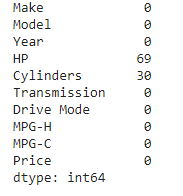 Make 0
Model 0
Year 0
HP 69
Cylinders 30
Transmission 0
Drive Mode 0
MPG-H 0
MPG-C 0
Price 0
dtype: int64